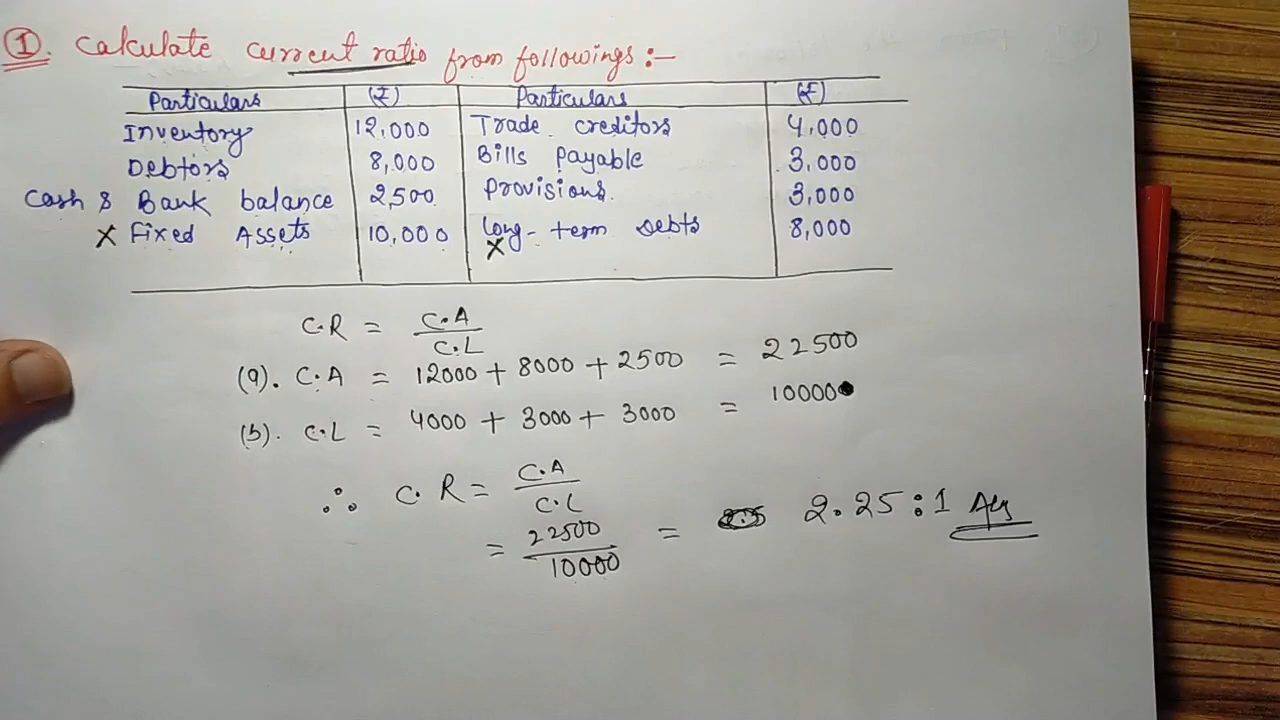 ①. Calculate current ratio from followings :-
Particulars (₹) Particulars (₹)
Inventory 12,000 Trade creditors 4,000
Debtors 8,000 Bills payable 3,000
Cash & Bank balance 2,500 Provisions. 3,000
X Fixed Assets 10,000 Long-term Debts 8,000
X
C.R = C.A
C.L
(a). C.A = 12000 + 8000 + 2500 = 22500
(b). C.L = 4000 + 3000 + 3000 = 10000
∴ C.R = C.A
C.L
= 22500 = 2.25:1 Ans
10000